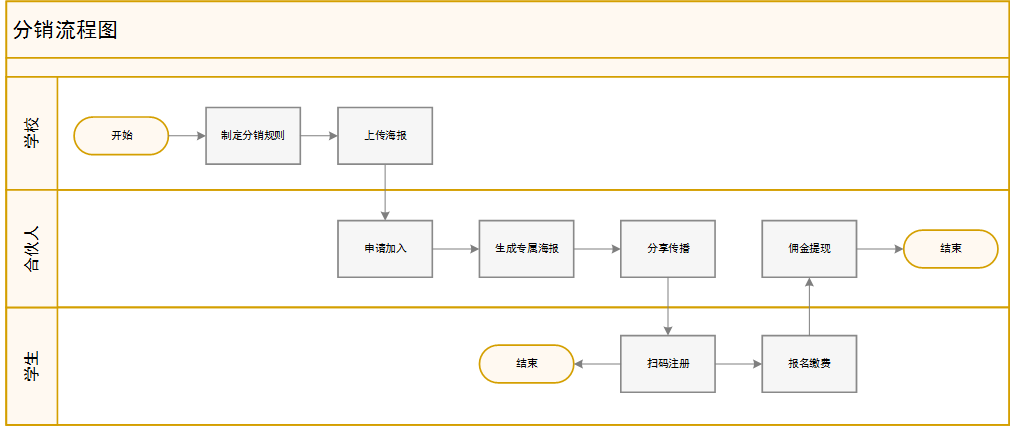 分销流程图
学校
开始
制定分销规则
上传海报
合伙人
申请加入
生成专属海报
分享传播
佣金提现
结束
学生
结束
扫码注册
报名缴费